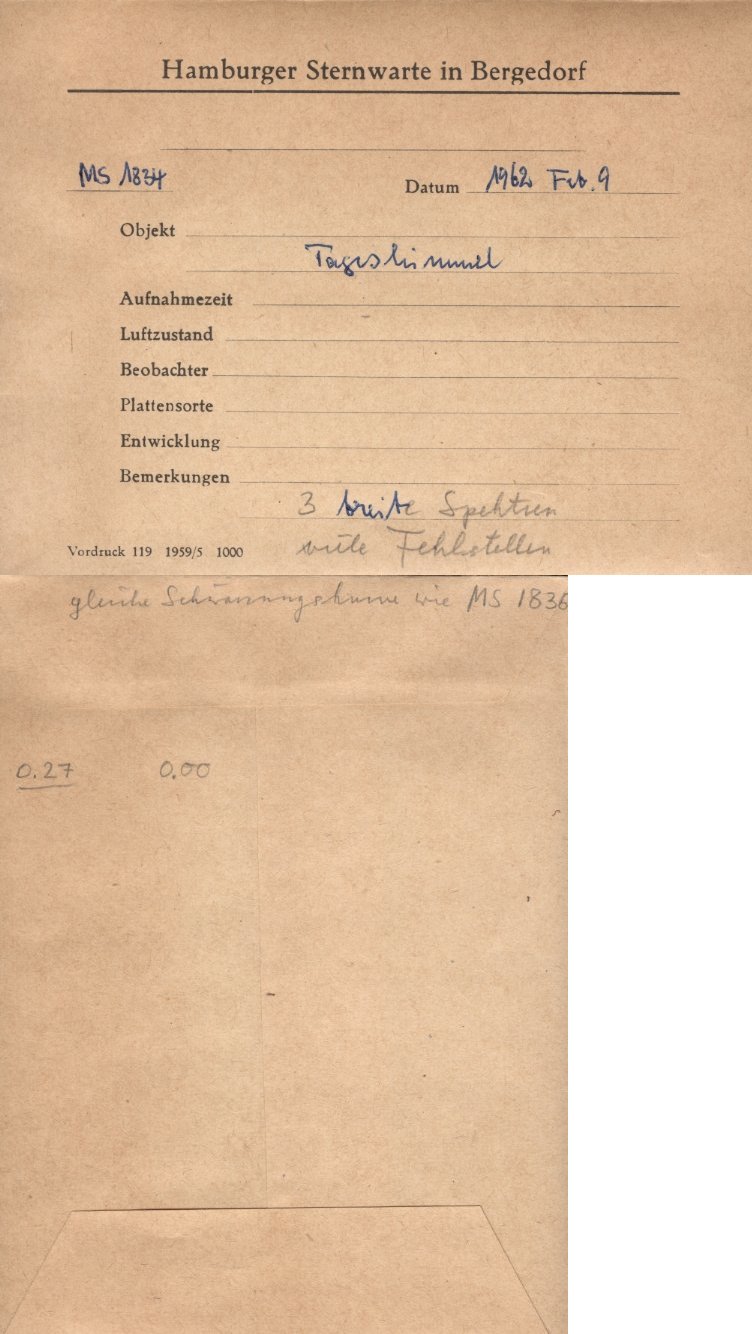 Hamburger Sternwarte in Bergedorf
MS 1834 Datum 1962 Feb. 9
Objekt
Tageshimmel
Aufnahmezeit
Luftzustand
Beobachter
Plattensorte
Entwicklung
Bemerkungen
3 breite Spektren
viele Fehlstellen
Vordruck 119 1959/5 1000
gleiche Schwärzungskurve wie MS 1836
0.27 0.00